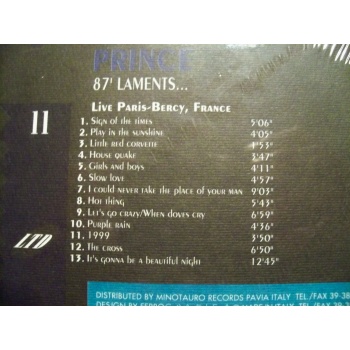 PRINCE
87' LAMENTS...
Live Paris-Bercy, France
11
1. Sign of the times 5'06"
2. Play in the sunshine 4'05"
3. Little red corvette 1'53"
4. House quake 3'47"
5. Girls and boys 4'11"
6. Slow love 4'57"
7. I could never take the place of your man 9'03"
8. Hot thing 5'43"
9. Let's go crazy/When doves cry 6'59"
10. Purple rain 4'36"
11. 1999 3'50"
12. The cross 6'50"
13. It's gonna be a beautiful night 12'45"
LTD
DISTRIBUTED BY MINOTAURO RECORDS PAVIA ITALY TEL./FAX 39-38
DESIGN BY